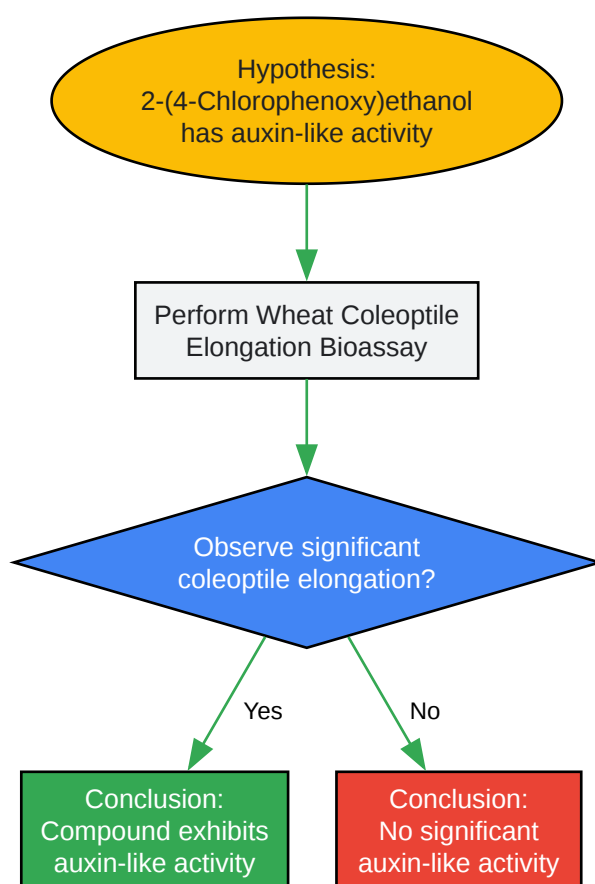 Hypothesis:
2-(4-Chlorophenoxy)ethanol
has auxin-like activity
Perform Wheat Coleoptile
Elongation Bioassay
Observe significant
coleoptile elongation?
Yes
No
Conclusion:
Compound exhibits
auxin-like activity
Conclusion:
No significant
auxin-like activity